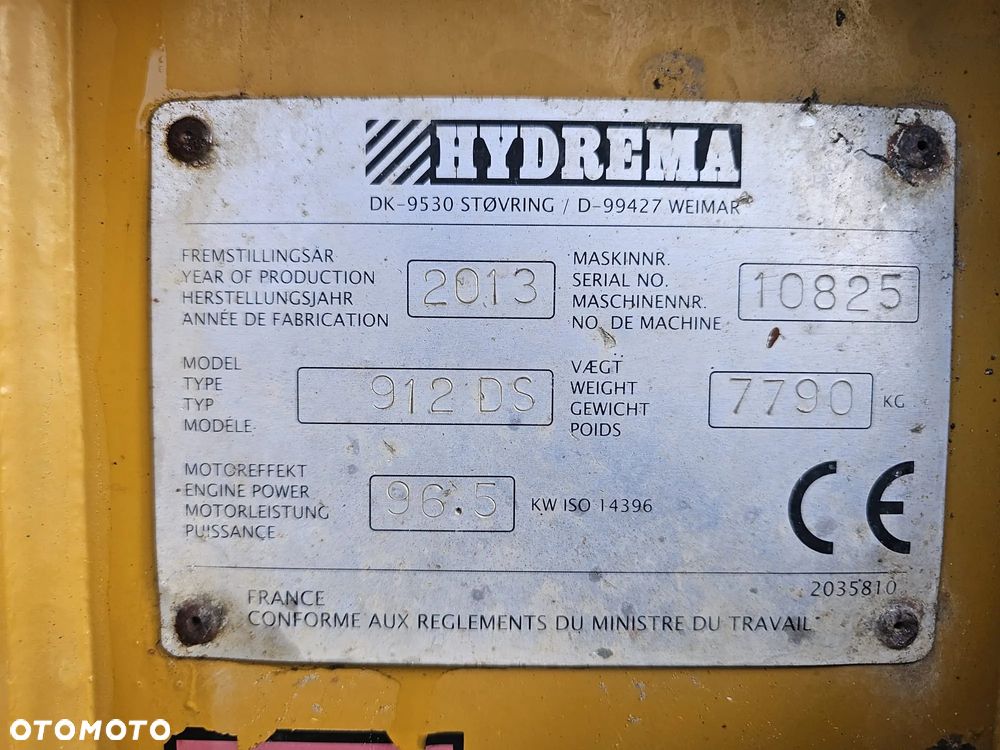 HYDREMA
DK-9530 STØVRING / D-99427 WEIMAR
FREMSTILLINGSÅR
YEAR OF PRODUCTION
HERSTELLUNGSJAHR
ANNÉE DE FABRICATION
2013
MASKINNR.
SERIAL NO.
MASCHINENNR.
NO. DE MACHINE
10825
MODEL
TYPE
TYP
MODÉLE
912 DS
VÆGT
WEIGHT
GEWICHT
POIDS
7790 KG
MOTOREFFEKT
ENGINE POWER
MOTORLEISTUNG
PUISSANCE
96.5 KW ISO 14396
CE
2035810
FRANCE
CONFORME AUX REGLEMENTS DU MINISTRE DU TRAVAIL
OTOMOTO